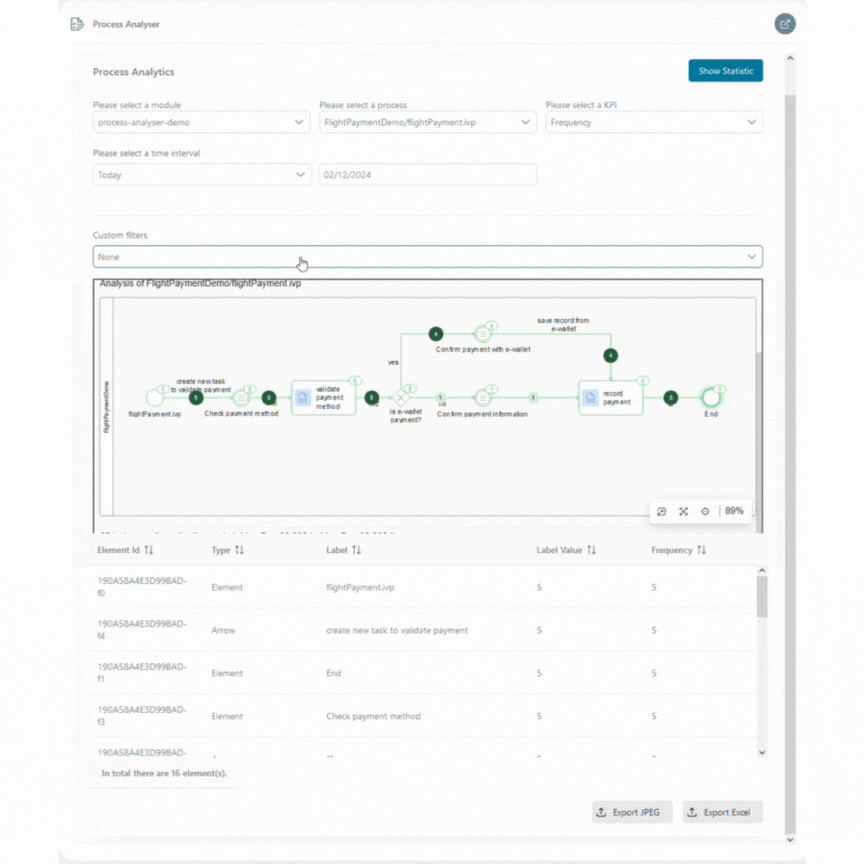 Process Analyser
Process Analytics
Show Statistic
Please select a module
Please select a process
Please select a KPI
process-analyser-demo
FlightPaymentDemo/flightPayment.ivp
Frequency
Please select a time interval
Today
02/12/2024
Custom filters
None
Analysis of FlightPaymentDemo/flightPayment.ivp
FlightPaymentDemo
save record from
e-wallet
Confirm payment with e-wallet
yes
create new task
to validate payment
validate
payment
method
record
payment
flightPayment.ivp
Check payment method
is e-wallet
payment?
no
Confirm payment information
End
5
5
5
4
4
1
1
5
89%
Element Id
Type
Label
Label Value
Frequency
190A58A4E3D99BAD-
f0
Element
flightPayment.ivp
5
5
190A58A4E3D99BAD-
f4
Arrow
create new task to validate payment
5
5
190A58A4E3D99BAD-
f1
Element
End
5
5
190A58A4E3D99BAD-
f3
Element
Check payment method
5
5
190A58A4E3D99BAD-
In total there are 16 element(s).
Export JPEG
Export Excel